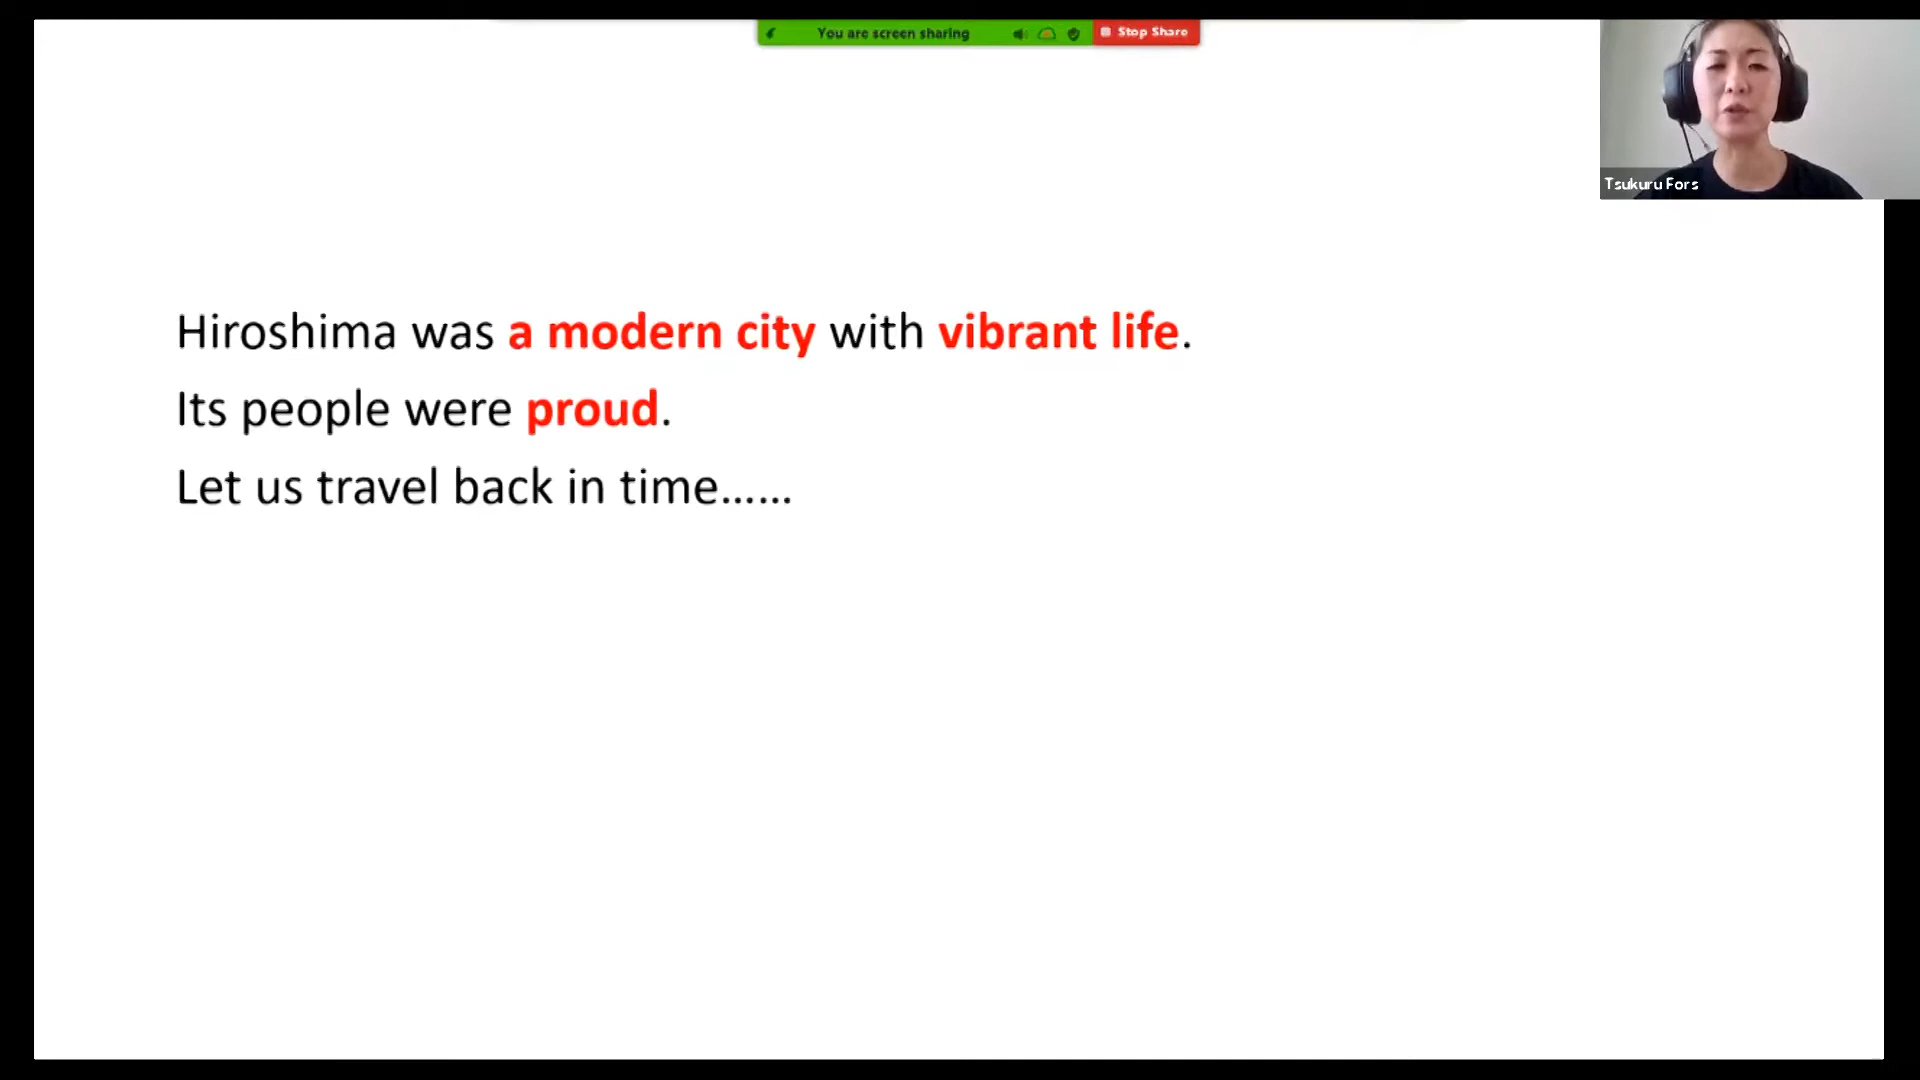 You are screen sharing
Stop Share
Tsukuru Fors
Hiroshima was a modern city with vibrant life.
Its people were proud.
Let us travel back in time......